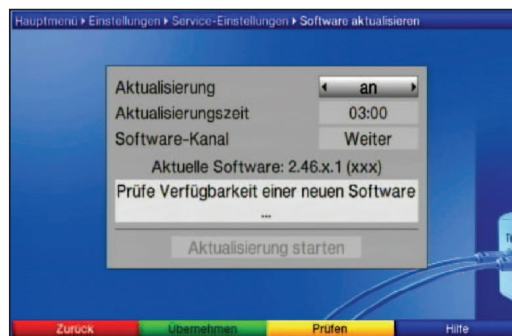 Hauptmenü ▸ Einstellungen ▸ Service-Einstellungen ▸ Software aktualisieren
Aktualisierung an
Aktualisierungszeit 03:00
Software-Kanal Weiter
Aktuelle Software: 2.46.x.1 (xxx)
Prüfe Verfügbarkeit einer neuen Software
...
Aktualisierung starten
Zurück Übernehmen Prüfen Hilfe